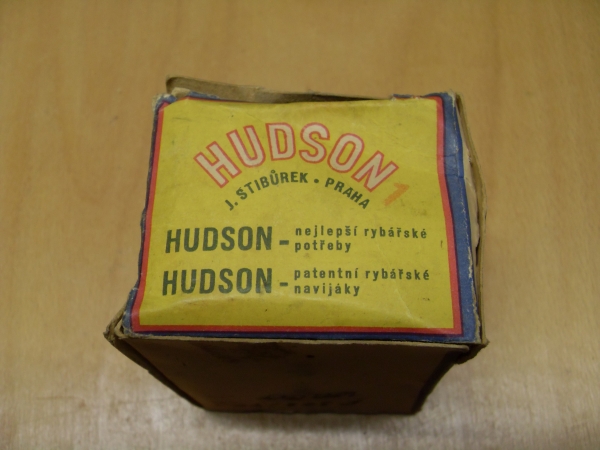 HUDSON 1
J. STIBŮREK • PRAHA
HUDSON - nejlepší rybářské
potřeby
HUDSON - patentní rybářské
navijáky